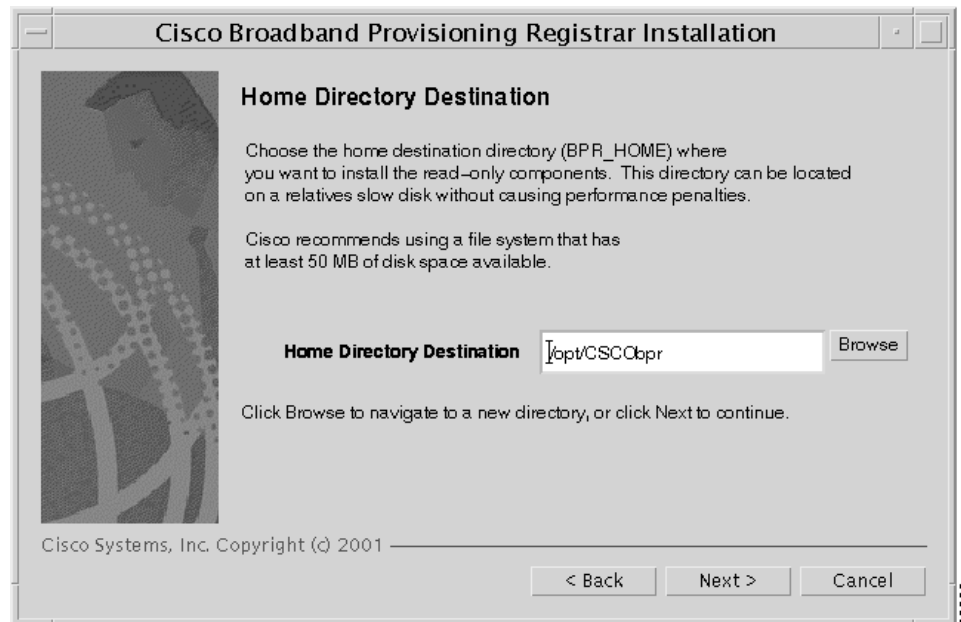 Cisco Broadband Provisioning Registrar Installation
Home Directory Destination
Choose the home destination directory (BPR_HOME) where
you want to install the read-only components. This directory can be located
on a relatives slow disk without causing performance penalties.
Cisco recommends using a file system that has
at least 50 MB of disk space available.
Home Directory Destination /opt/CSCObpr Browse
Click Browse to navigate to a new directory, or click Next to continue.
Cisco Systems, Inc. Copyright (c) 2001
< Back Next > Cancel